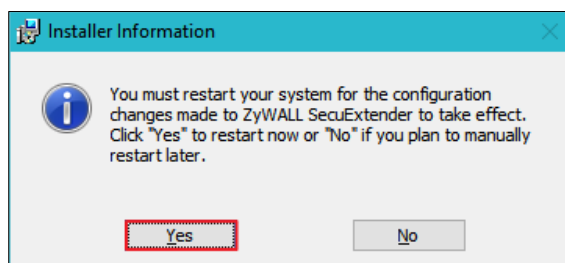 Installer Information
You must restart your system for the configuration
changes made to ZyWALL SecuExtender to take effect.
Click "Yes" to restart now or "No" if you plan to manually
restart later.
Yes
No